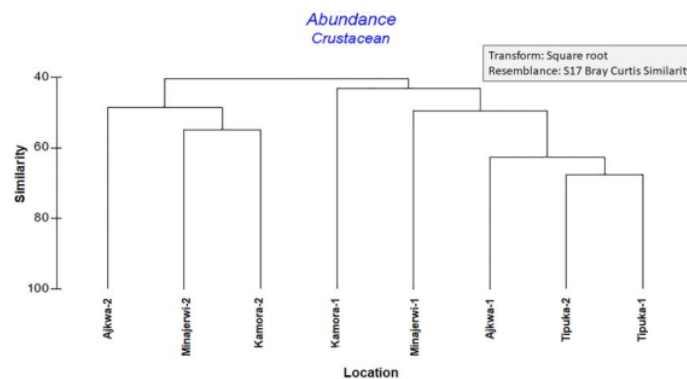 Abundance
Crustacean
Transform: Square root
Resemblance: S17 Bray Curtis Similarity
40
60
80
100
Similarity
Ajkwa-2
Minajerwi-2
Kamora-2
Kamora-1
Minajerwi-1
Ajkwa-1
Tipuka-2
Tipuka-1
Location